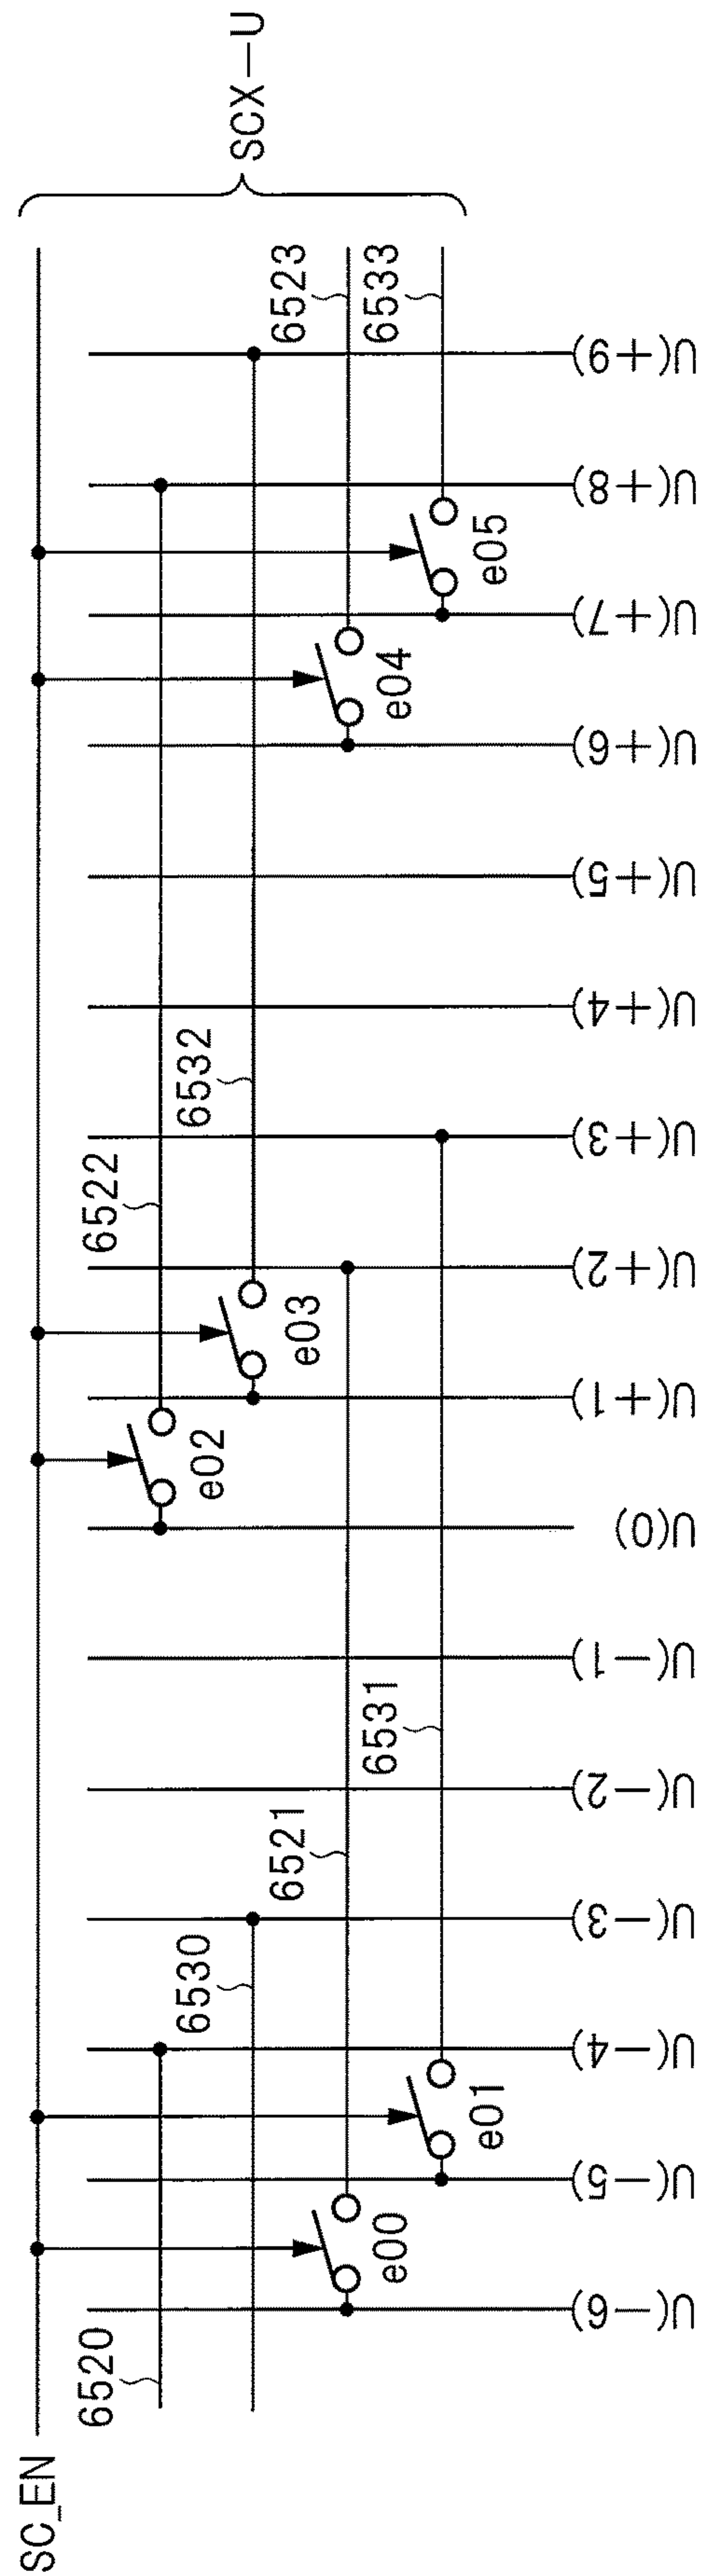 SC_EN
SCX—U
6520
6522
6530
6532
e02
6521
6523
e03
6531
6533
e00
e04
e01
e05
U(—6)
U(—5)
U(—4)
U(—3)
U(—2)
U(—1)
U(0)
U(+1)
U(+2)
U(+3)
U(+4)
U(+5)
U(+6)
U(+7)
U(+8)
U(+9)